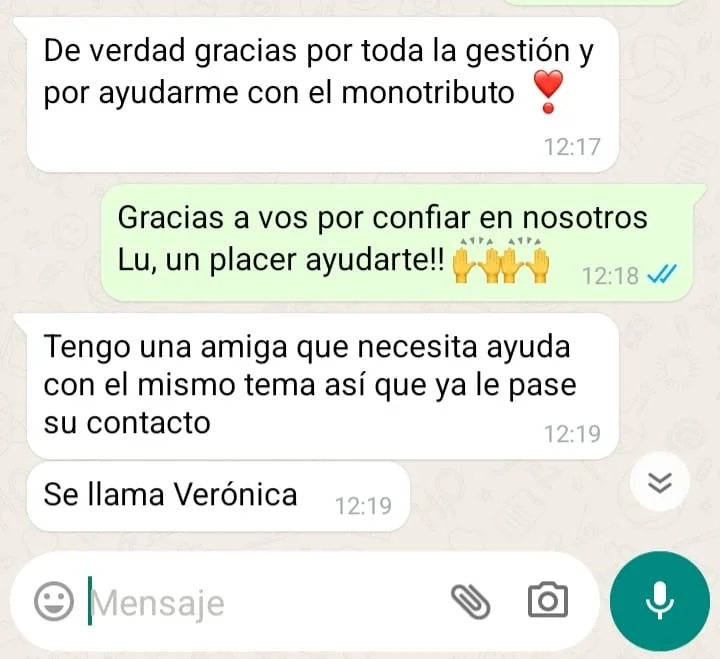 De verdad gracias por toda la gestión y
por ayudarme con el monotributo ❣️
12:17
Gracias a vos por confiar en nosotros
Lu, un placer ayudarte!! 🙌🙌 12:18
Tengo una amiga que necesita ayuda
con el mismo tema así que ya le pase
su contacto
12:19
Se llama Verónica 12:19
Mensaje